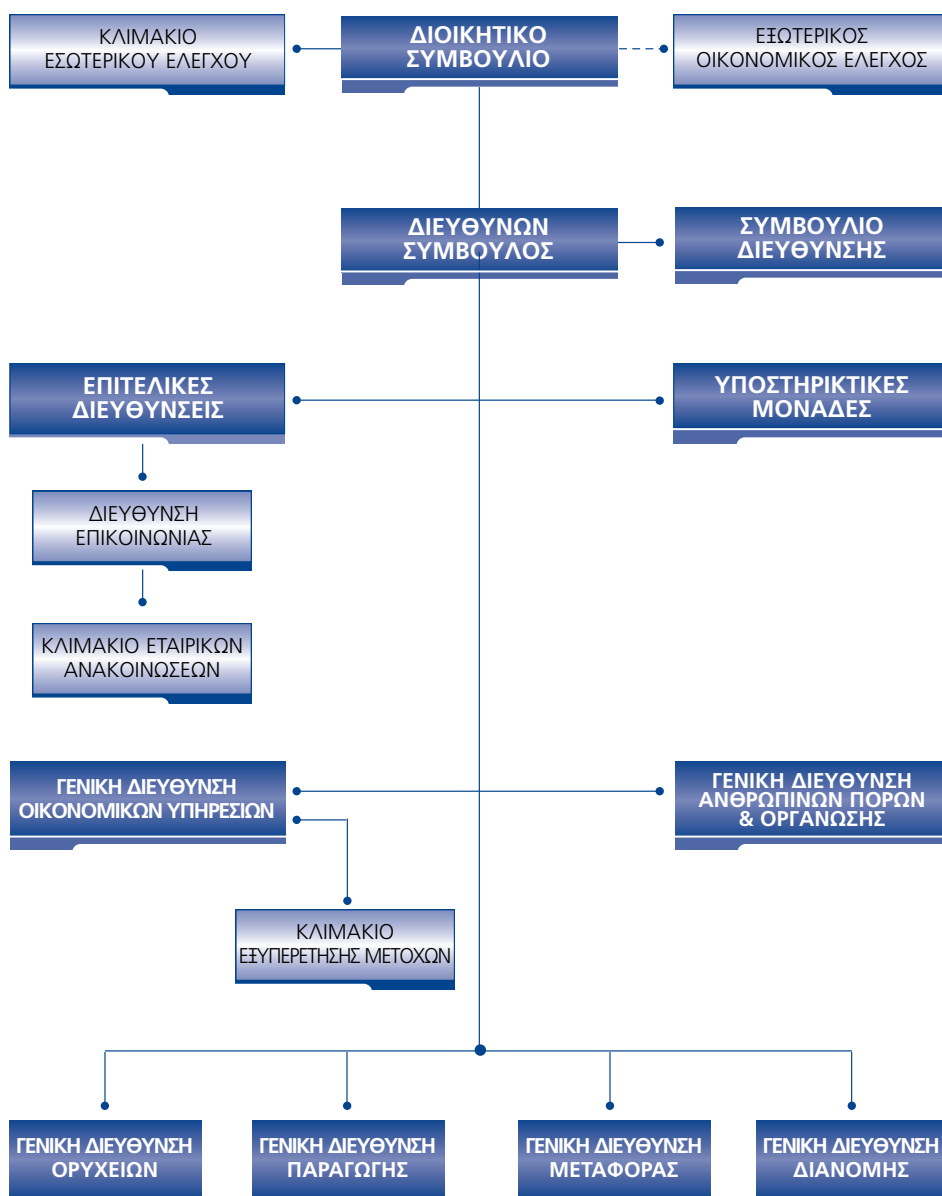 ΚΛΙΜΑΚΙΟ
ΕΣΩΤΕΡΙΚΟΥ ΕΛΕΓΧΟΥ
ΔΙΟΙΚΗΤΙΚΟ
ΣΥΜΒΟΥΛΙΟ
ΕΞΩΤΕΡΙΚΟΣ
ΟΙΚΟΝΟΜΙΚΟΣ ΕΛΕΓΧΟΣ
ΔΙΕΥΘΥΝΩΝ
ΣΥΜΒΟΥΛΟΣ
ΣΥΜΒΟΥΛΙΟ
ΔΙΕΥΘΥΝΣΗΣ
ΕΠΙΤΕΛΙΚΕΣ
ΔΙΕΥΘΥΝΣΕΙΣ
ΥΠΟΣΤΗΡΙΚΤΙΚΕΣ
ΜΟΝΑΔΕΣ
ΔΙΕΥΘΥΝΣΗ
ΕΠΙΚΟΙΝΩΝΙΑΣ
ΚΛΙΜΑΚΙΟ ΕΤΑΙΡΙΚΩΝ
ΑΝΑΚΟΙΝΩΣΕΩΝ
ΓΕΝΙΚΗ ΔΙΕΥΘΥΝΣΗ
ΟΙΚΟΝΟΜΙΚΩΝ ΥΠΗΡΕΣΙΩΝ
ΓΕΝΙΚΗ ΔΙΕΥΘΥΝΣΗ
ΑΝΘΡΩΠΙΝΩΝ ΠΟΡΩΝ
& ΟΡΓΑΝΩΣΗΣ
ΚΛΙΜΑΚΙΟ
ΕΞΥΠΕΡΕΤΗΣΗΣ ΜΕΤΟΧΩΝ
ΓΕΝΙΚΗ ΔΙΕΥΘΥΝΣΗ
ΟΡΥΧΕΙΩΝ
ΓΕΝΙΚΗ ΔΙΕΥΘΥΝΣΗ
ΠΑΡΑΓΩΓΗΣ
ΓΕΝΙΚΗ ΔΙΕΥΘΥΝΣΗ
ΜΕΤΑΦΟΡΑΣ
ΓΕΝΙΚΗ ΔΙΕΥΘΥΝΣΗ
ΔΙΑΝΟΜΗΣ